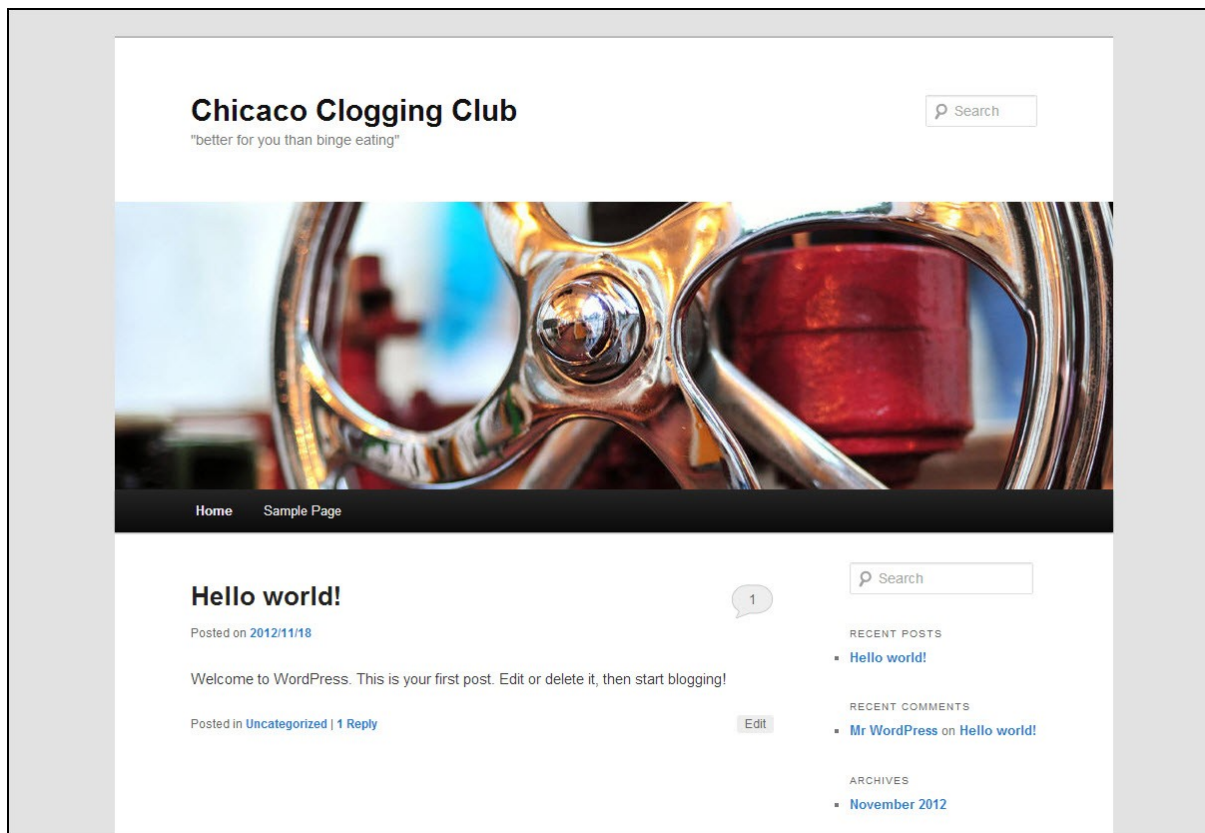 Chicaco Clogging Club
"better for you than binge eating"
Search
Home Sample Page
Hello world!
1
Posted on 2012/11/18
Welcome to WordPress. This is your first post. Edit or delete it, then start blogging!
Posted in Uncategorized | 1 Reply
Edit
Search
RECENT POSTS
Hello world!
RECENT COMMENTS
Mr WordPress on Hello world!
ARCHIVES
November 2012